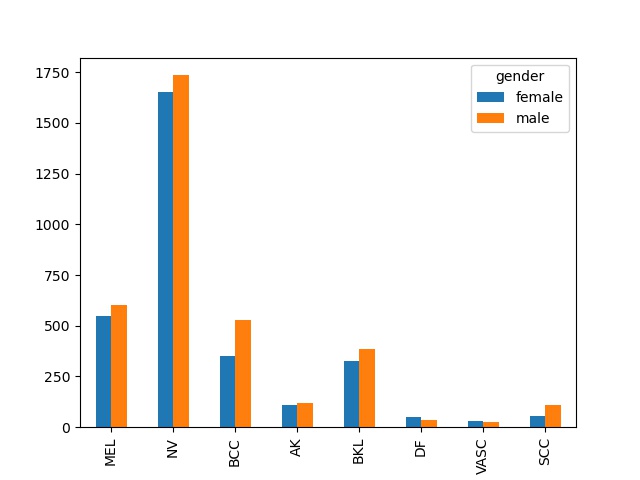 gender
female
male
1750
1500
1250
1000
750
500
250
0
MEL
NV
BCC
AK
BKL
DF
VASC
SCC